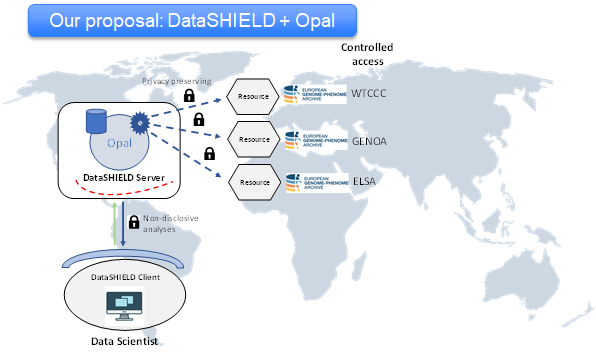 Our proposal: DataSHIELD + Opal
Controlled
access
Privacy preserving
Resource
EUROPEAN
GENOME-PHENOME
ARCHIVE
WTCCC
Opal
DataSHIELD Server
Resource
EUROPEAN
GENOME-PHENOME
ARCHIVE
GENOA
Resource
EUROPEAN
GENOME-PHENOME
ARCHIVE
ELSA
Non-disclosive
analyses
DataSHIELD Client
Data Scientist